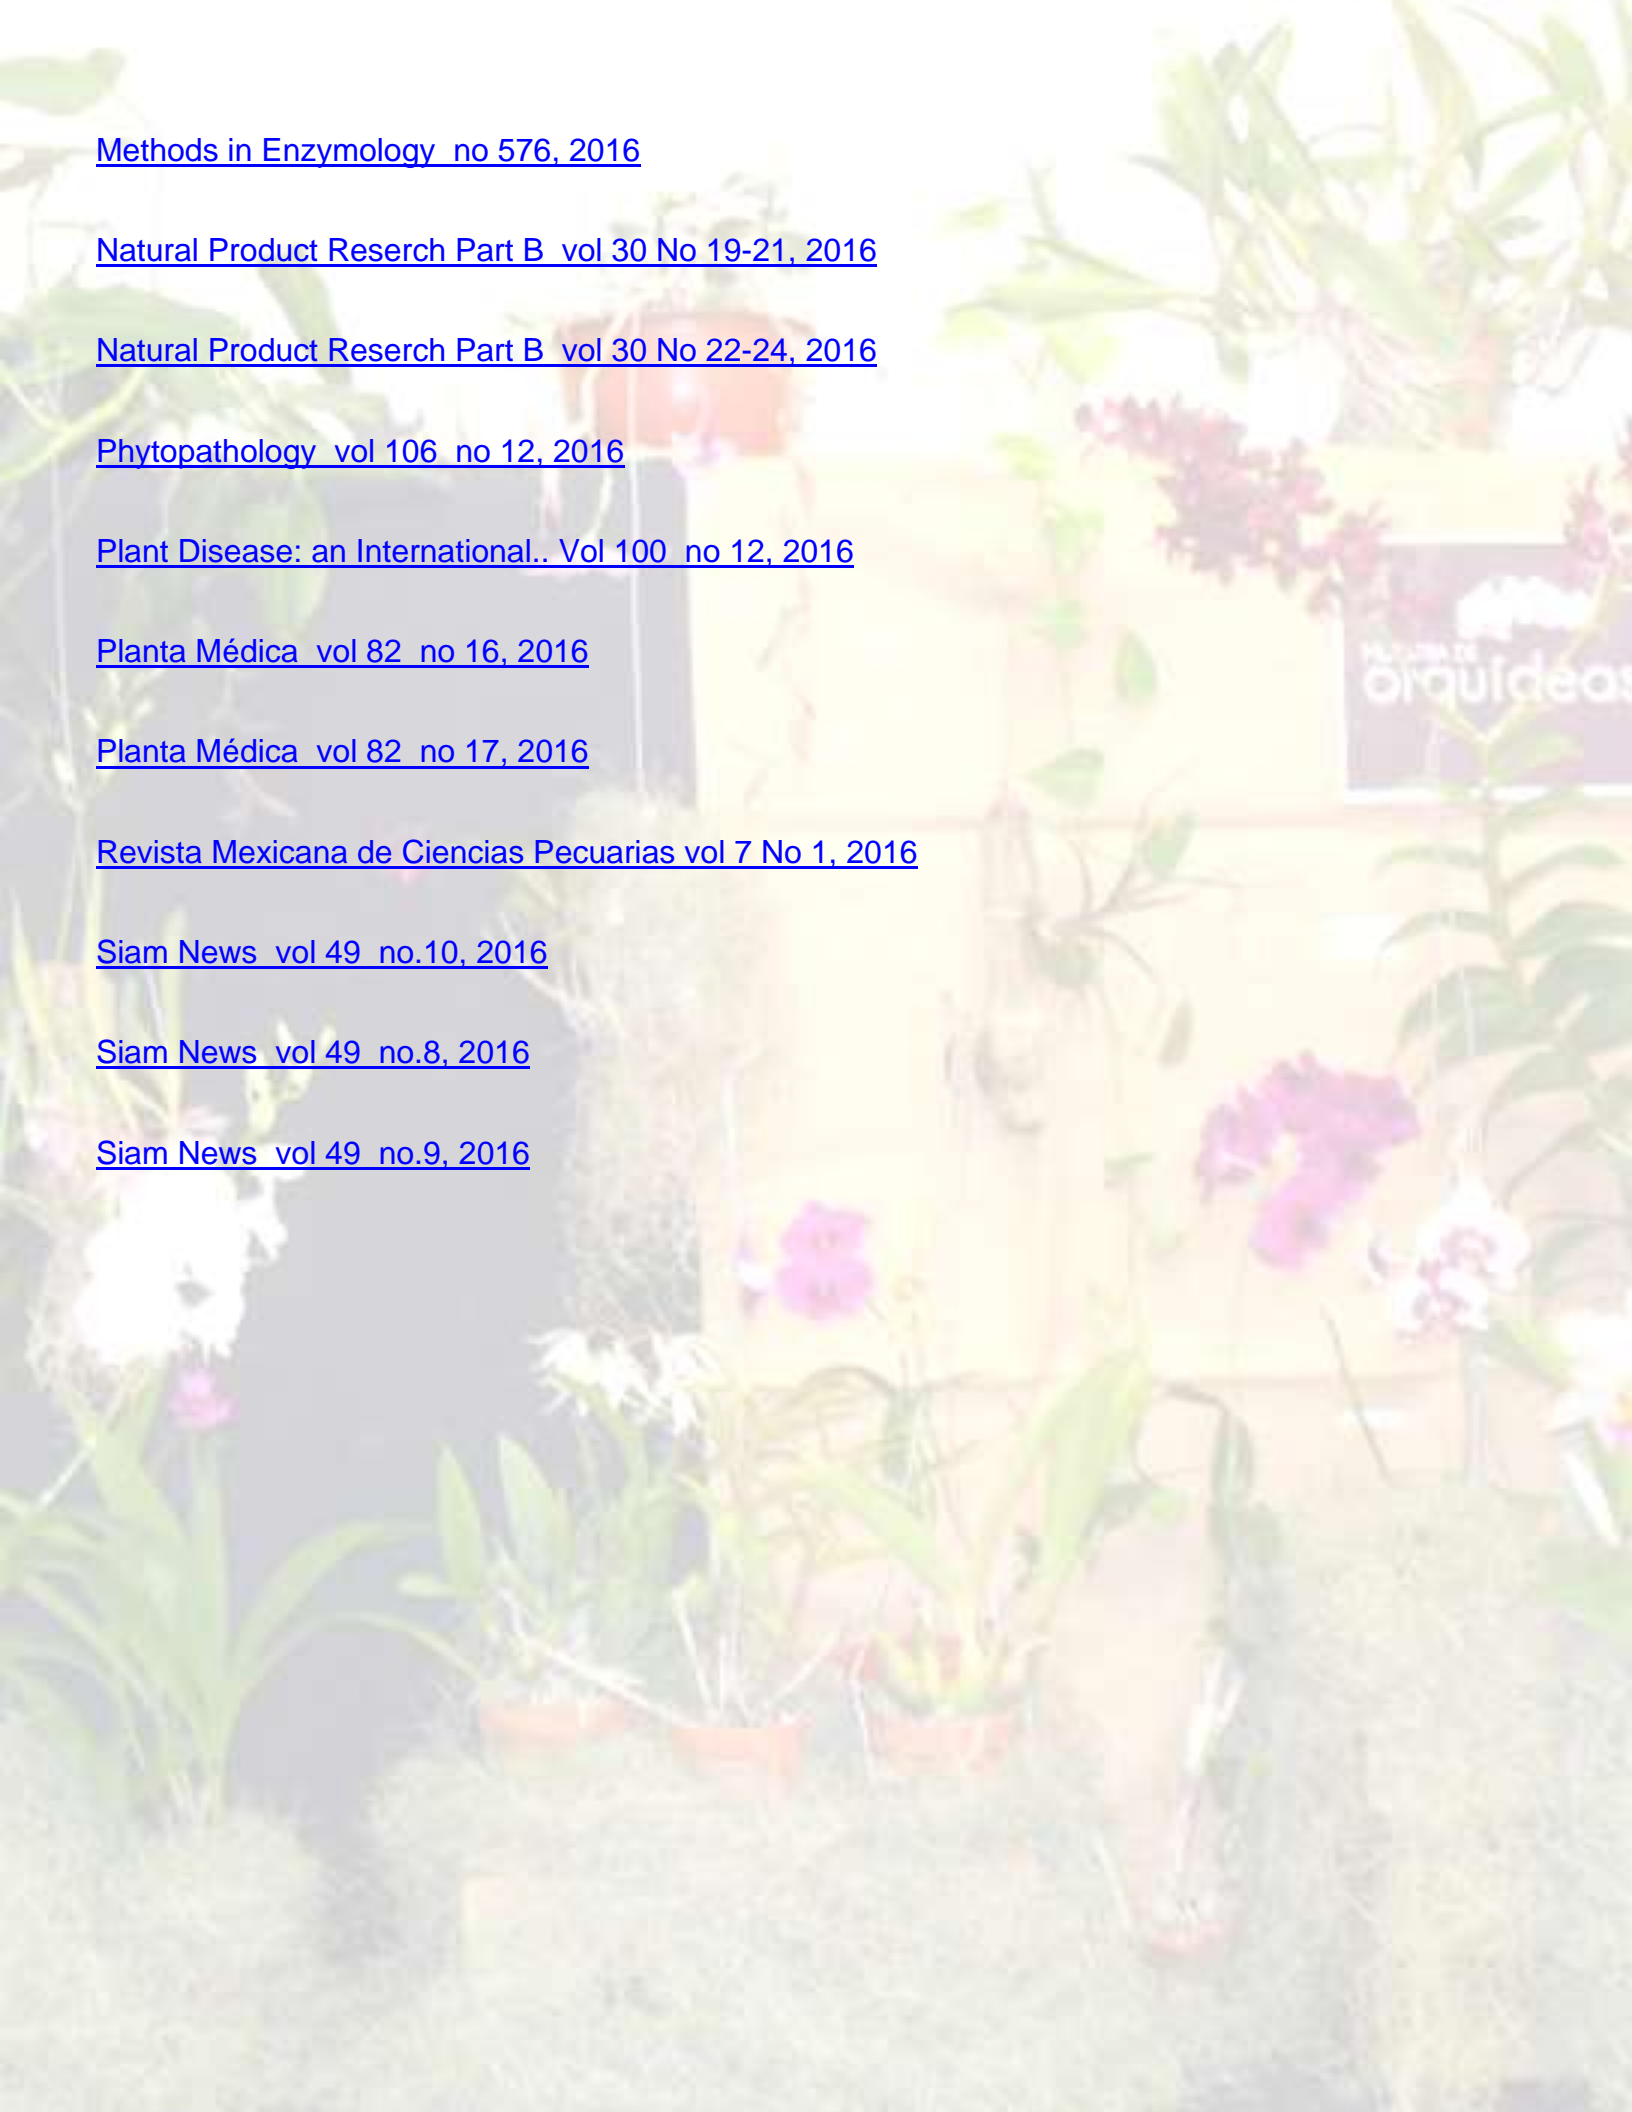 Methods in Enzymology  no 576, 2016
Natural Product Reserch Part B  vol 30 No 19-21, 2016
Natural Product Reserch Part B  vol 30 No 22-24, 2016
Phytopathology  vol 106  no 12, 2016
Plant Disease: an International.. Vol 100  no 12, 2016
Planta Médica  vol 82  no 16, 2016
orquideas
Planta Médica  vol 82  no 17, 2016
Revista Mexicana de Ciencias Pecuarias vol 7 No 1, 2016
Siam News  vol 49  no.10, 2016
Siam News  vol 49  no.8, 2016
Siam News  vol 49  no.9, 2016